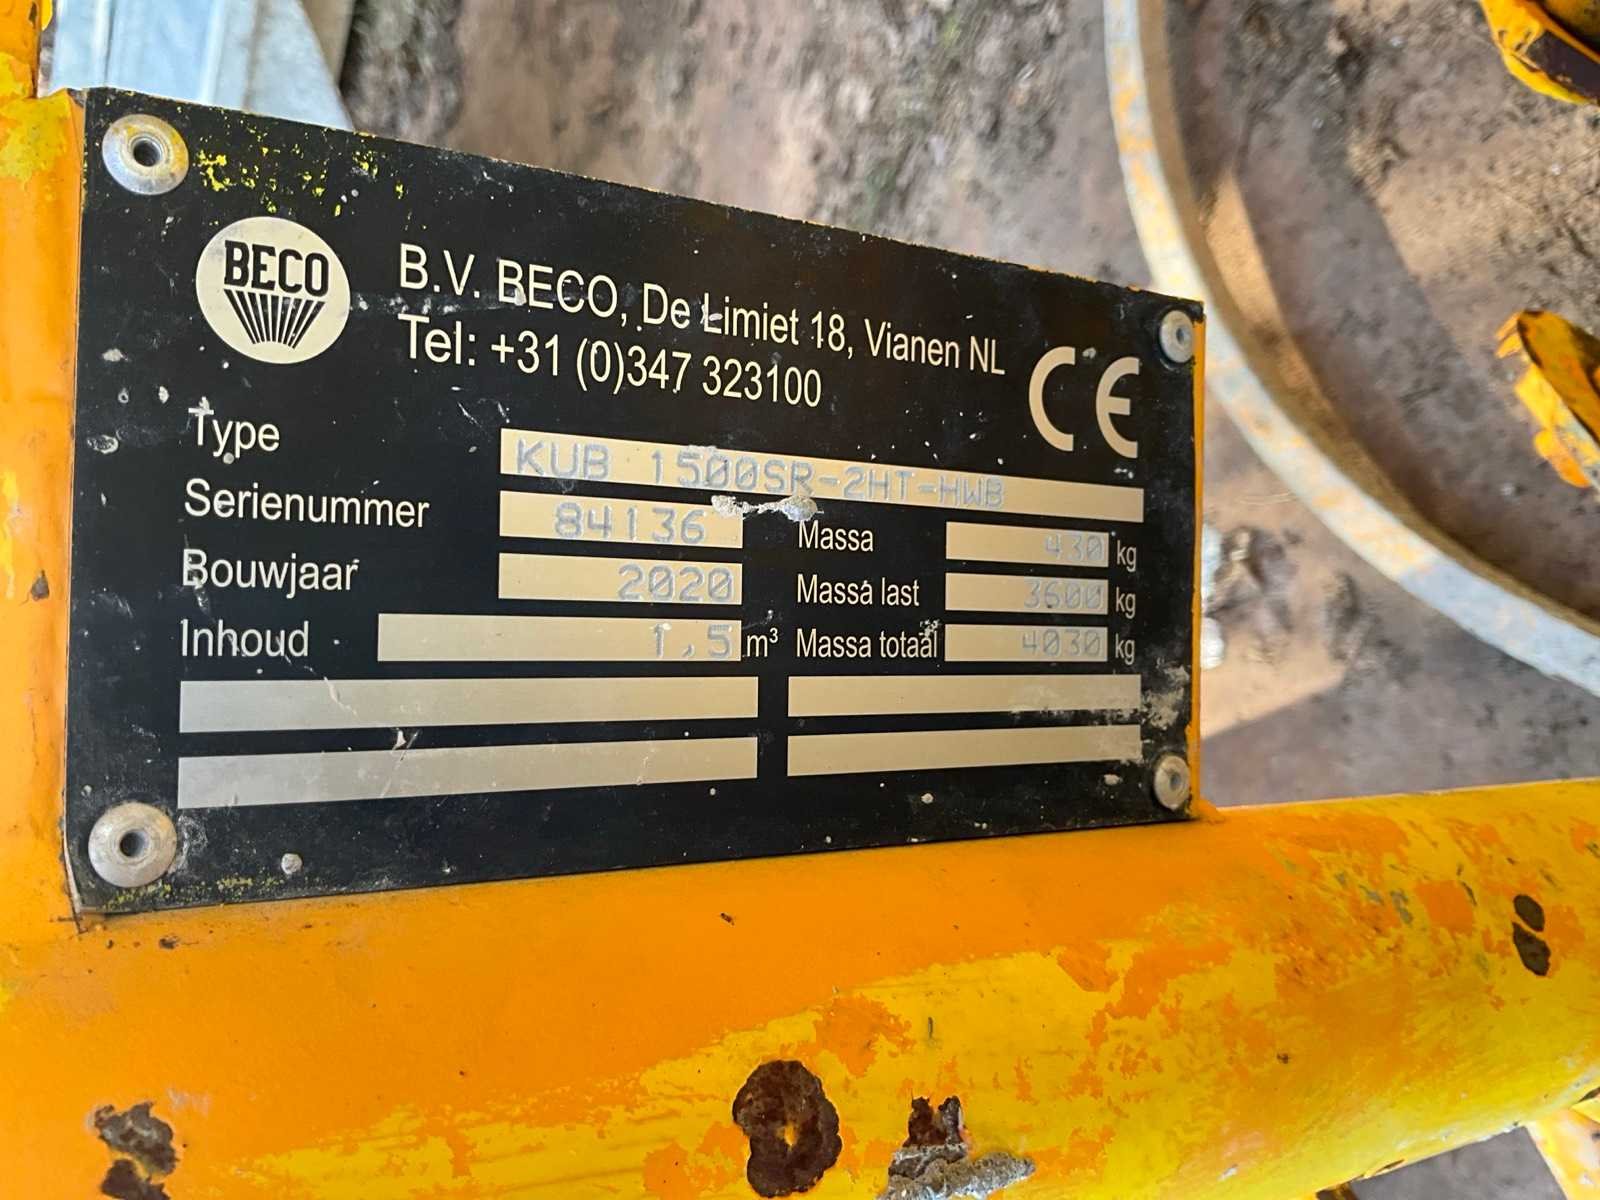 BECO
B.V. BECO, De Limiet 18, Vianen NL
Tel: +31 (0)347 323100
CE
Type KUB 1500SR-2HT-HWB
Serienummer 84136 Massa 430 kg
Bouwjaar 2020 Massa last 3600 kg
Inhoud 1,5 m³ Massa totaal 4030 kg